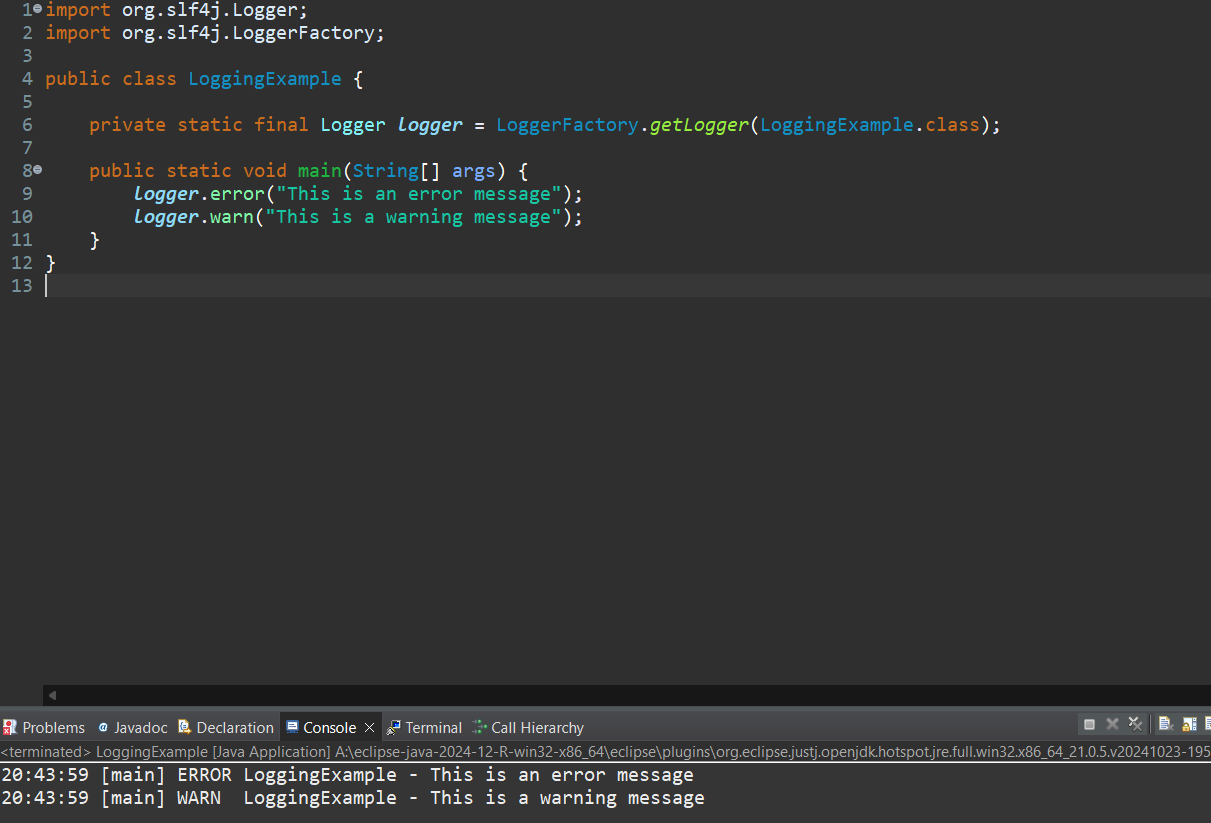 1 import org.slf4j.Logger;
2 import org.slf4j.LoggerFactory;
3
4 public class LoggingExample {
5
6     private static final Logger logger = LoggerFactory.getLogger(LoggingExample.class);
7
8     public static void main(String[] args) {
9         logger.error("This is an error message");
10         logger.warn("This is a warning message");
11     }
12 }
13
Problems Javadoc Declaration Console Terminal Call Hierarchy
<terminated> LoggingExample [Java Application] A:\eclipse-java-2024-12-R-win32-x86_64\eclipse\plugins\org.eclipse.justj.openjdk.hotspot.jre.full.win32.x86_64_21.0.5.v20241023-195
20:43:59 [main] ERROR LoggingExample - This is an error message
20:43:59 [main] WARN  LoggingExample - This is a warning message